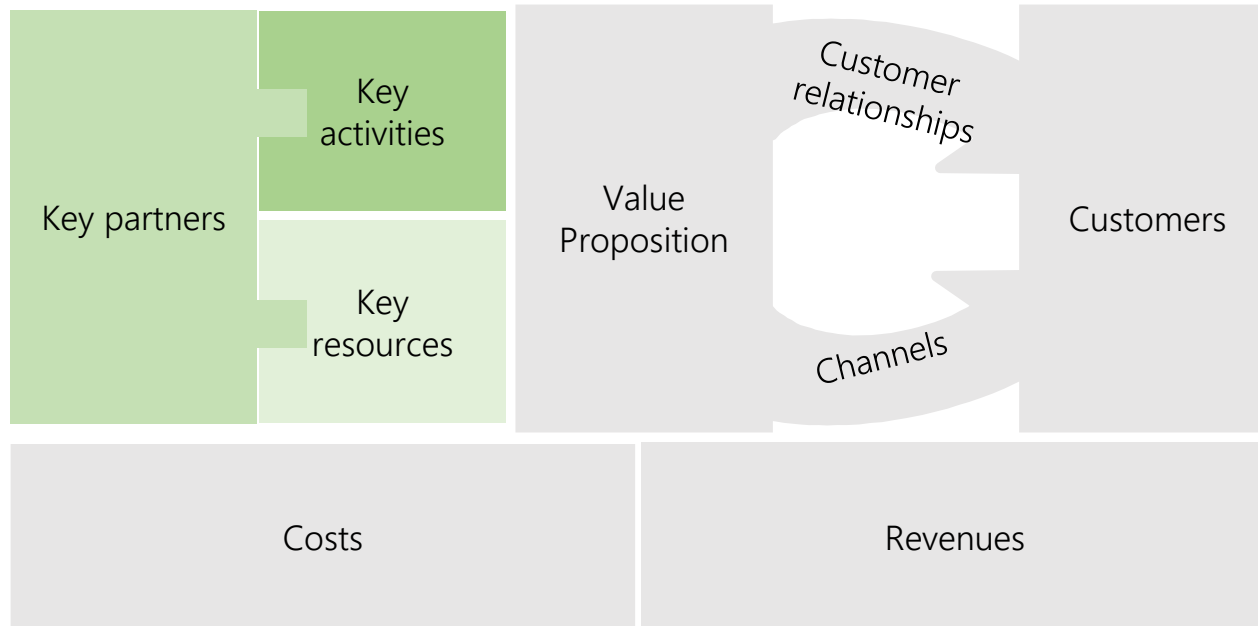 Key partners
Key
activities
Key
resources
Value
Proposition
Customer
relationships
Channels
Customers
Costs
Revenues